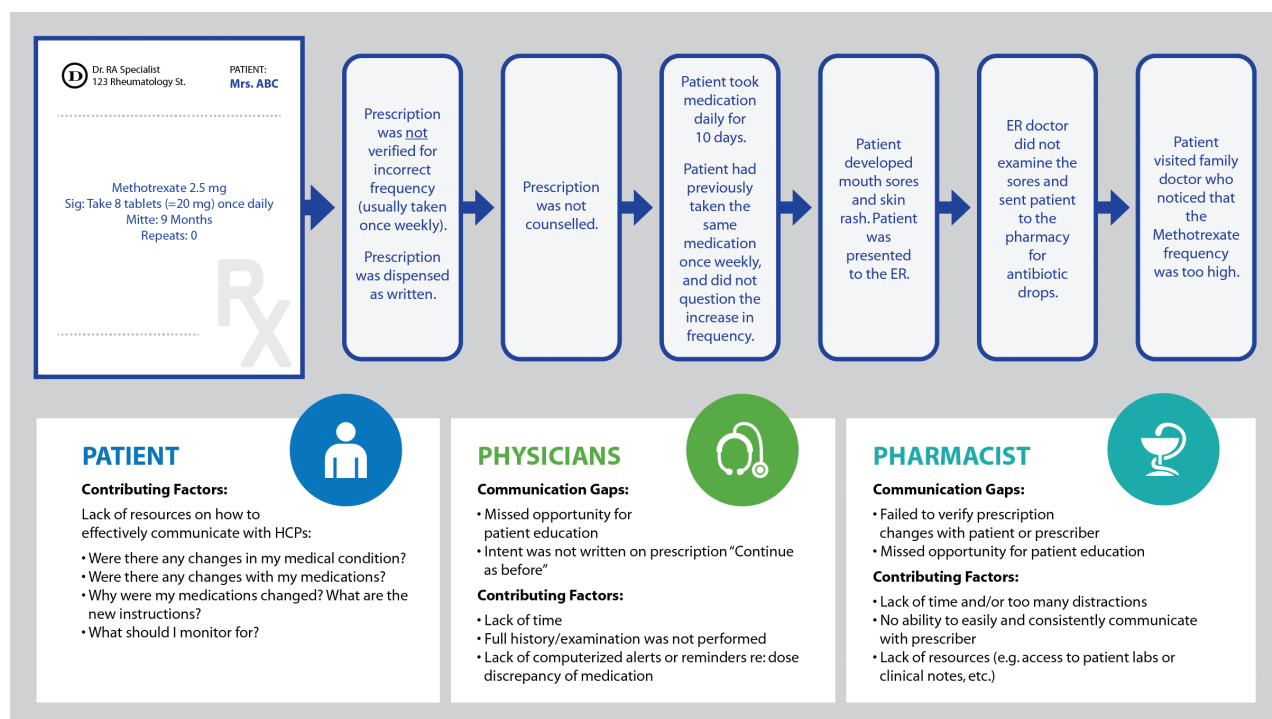 D
Dr. RA Specialist
123 Rheumatology St.
PATIENT:
Mrs. ABC
Methotrexate 2.5 mg
Sig: Take 8 tablets (=20 mg) once daily
Mitte: 9 Months
Repeats: 0
Rx
Prescription
was not
verified for
incorrect
frequency
(usually taken
once weekly).
Prescription
was dispensed
as written.
Prescription
was not
counselled.
Patient took
medication
daily for
10 days.
Patient had
previously
taken the
same
medication
once weekly,
and did not
question the
increase in
frequency.
Patient
developed
mouth sores
and skin
rash. Patient
was
presented
to the ER.
ER doctor
did not
examine the
sores and
sent patient
to the
pharmacy
for
antibiotic
drops.
Patient
visited family
doctor who
noticed that
the
Methotrexate
frequency
was too high.
PATIENT
Contributing Factors:
Lack of resources on how to
effectively communicate with HCPs:
• Were there any changes in my medical condition?
• Were there any changes with my medications?
• Why were my medications changed? What are the
new instructions?
• What should I monitor for?
PHYSICIANS
Communication Gaps:
• Missed opportunity for
patient education
• Intent was not written on prescription "Continue
as before"
Contributing Factors:
• Lack of time
• Full history/examination was not performed
• Lack of computerized alerts or reminders re: dose
discrepancy of medication
PHARMACIST
Communication Gaps:
• Failed to verify prescription
changes with patient or prescriber
• Missed opportunity for patient education
Contributing Factors:
• Lack of time and/or too many distractions
• No ability to easily and consistently communicate
with prescriber
• Lack of resources (e.g. access to patient labs or
clinical notes, etc.)